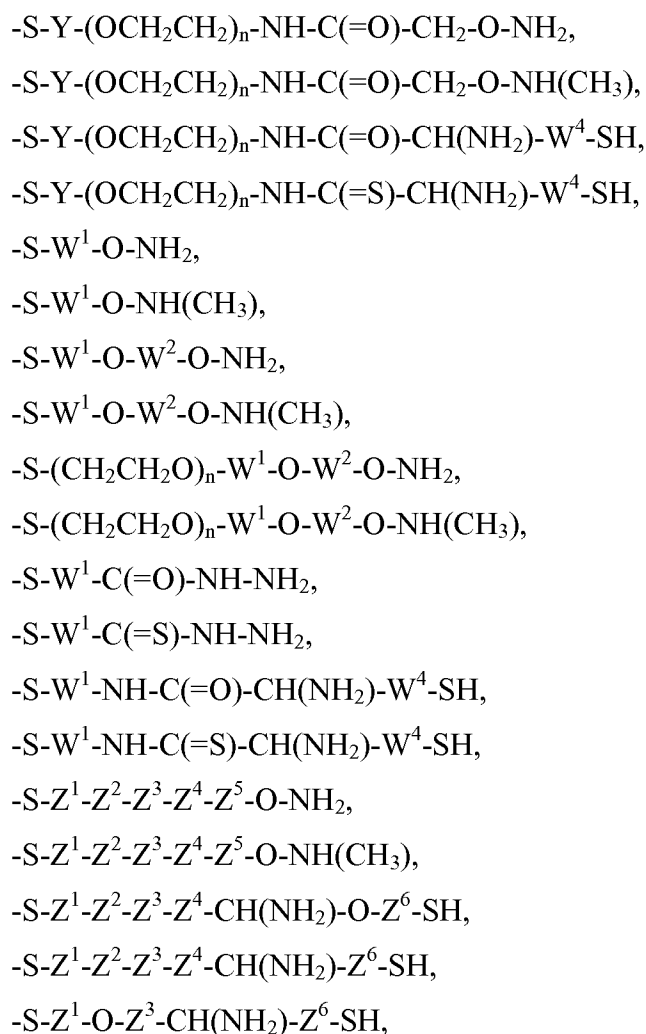 -S-Y-(OCH₂CH₂)ₙ-NH-C(=O)-CH₂-O-NH₂,
-S-Y-(OCH₂CH₂)ₙ-NH-C(=O)-CH₂-O-NH(CH₃),
-S-Y-(OCH₂CH₂)ₙ-NH-C(=O)-CH(NH₂)-W⁴-SH,
-S-Y-(OCH₂CH₂)ₙ-NH-C(=S)-CH(NH₂)-W⁴-SH,
-S-W¹-O-NH₂,
-S-W¹-O-NH(CH₃),
-S-W¹-O-W²-O-NH₂,
-S-W¹-O-W²-O-NH(CH₃),
-S-(CH₂CH₂O)ₙ-W¹-O-W²-O-NH₂,
-S-(CH₂CH₂O)ₙ-W¹-O-W²-O-NH(CH₃),
-S-W¹-C(=O)-NH-NH₂,
-S-W¹-C(=S)-NH-NH₂,
-S-W¹-NH-C(=O)-CH(NH₂)-W⁴-SH,
-S-W¹-NH-C(=S)-CH(NH₂)-W⁴-SH,
-S-Z¹-Z²-Z³-Z⁴-Z⁵-O-NH₂,
-S-Z¹-Z²-Z³-Z⁴-Z⁵-O-NH(CH₃),
-S-Z¹-Z²-Z³-Z⁴-CH(NH₂)-O-Z⁶-SH,
-S-Z¹-Z²-Z³-Z⁴-CH(NH₂)-Z⁶-SH,
-S-Z¹-O-Z³-CH(NH₂)-Z⁶-SH,